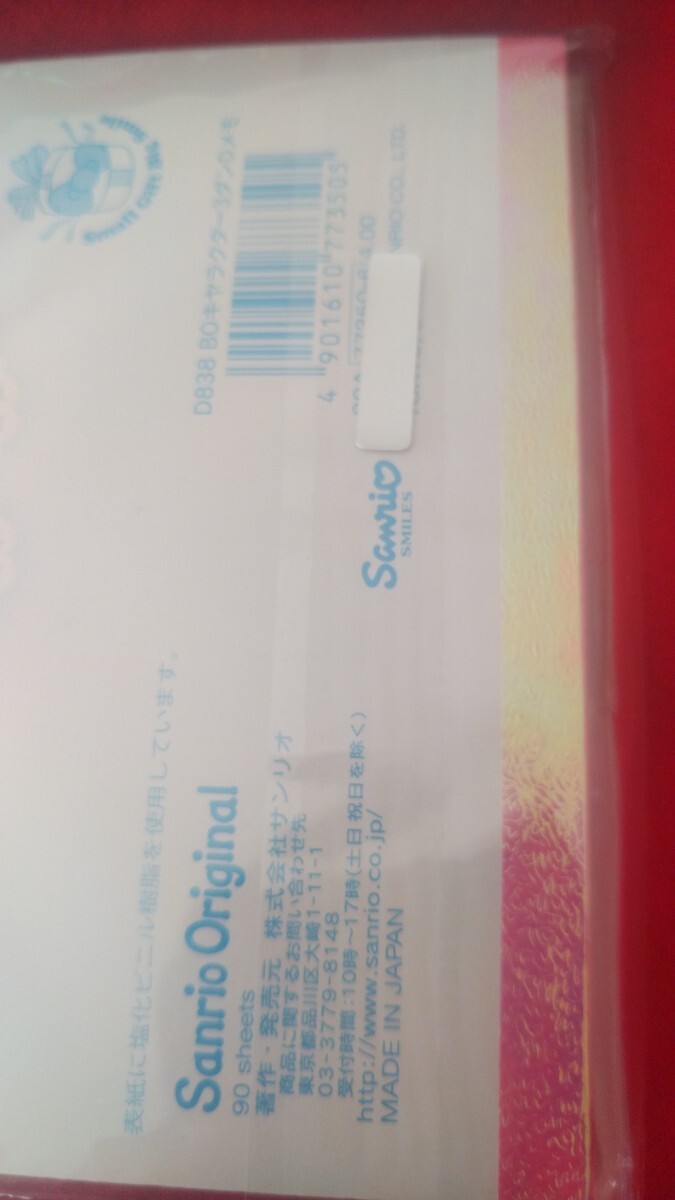 表紙に塩化ビニル樹脂を使用しています。
Sanrio Original
90 sheets
著作・発売元 株式会社サンリオ
商品に関するお問い合わせ先
東京都品川区大崎1-11-1
03-3779-8148
受付時間:10時〜17時(土日祝日を除く)
http://www.sanrio.co.jp/
MADE IN JAPAN
Sanrio
SMILES
D838 BOキャラクター
メモ
4 901610 773505
CO., LTD.